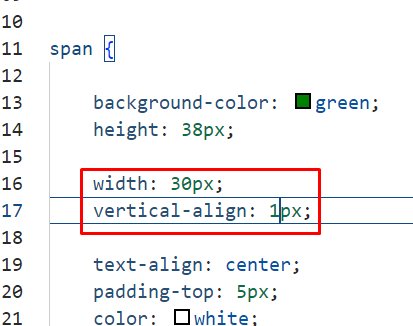 10
11 span {
12
13 background-color: green;
14 height: 38px;
15
16 width: 30px;
17 vertical-align: 1px;
18
19 text-align: center;
20 padding-top: 5px;
21 color: white;